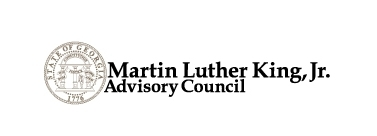 STATE OF GEORGIA
1776
Martin Luther King, Jr.
Advisory Council